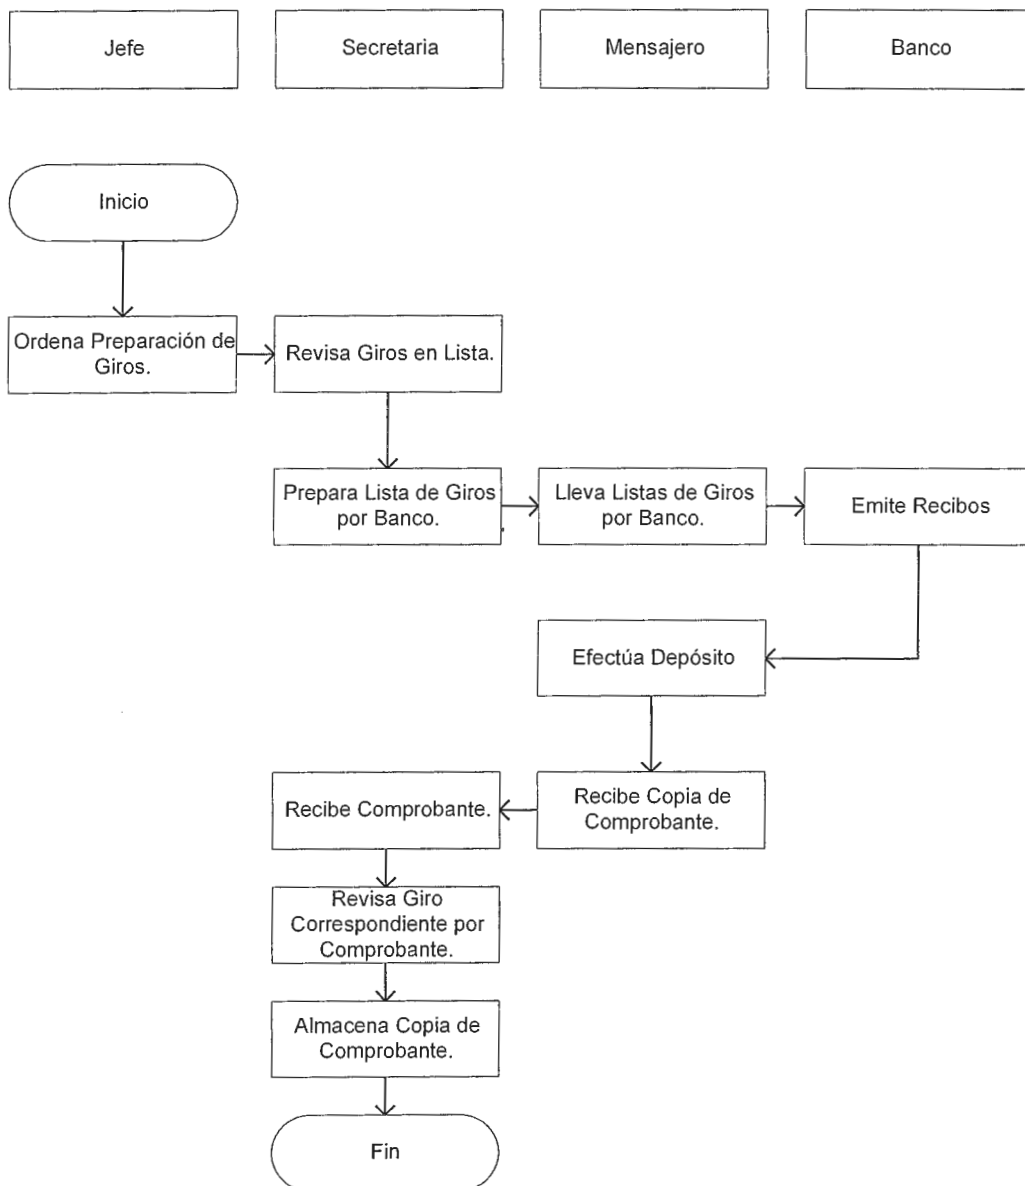 Jefe
Secretaria
Mensajero
Banco
Inicio
Ordena Preparación de
Giros.
Revisa Giros en Lista.
Prepara Lista de Giros
por Banco.
Lleva Listas de Giros
por Banco.
Emite Recibos
Efectúa Depósito
Recibe Comprobante.
Recibe Copia de
Comprobante.
Revisa Giro
Correspondiente por
Comprobante.
Almacena Copia de
Comprobante.
Fin